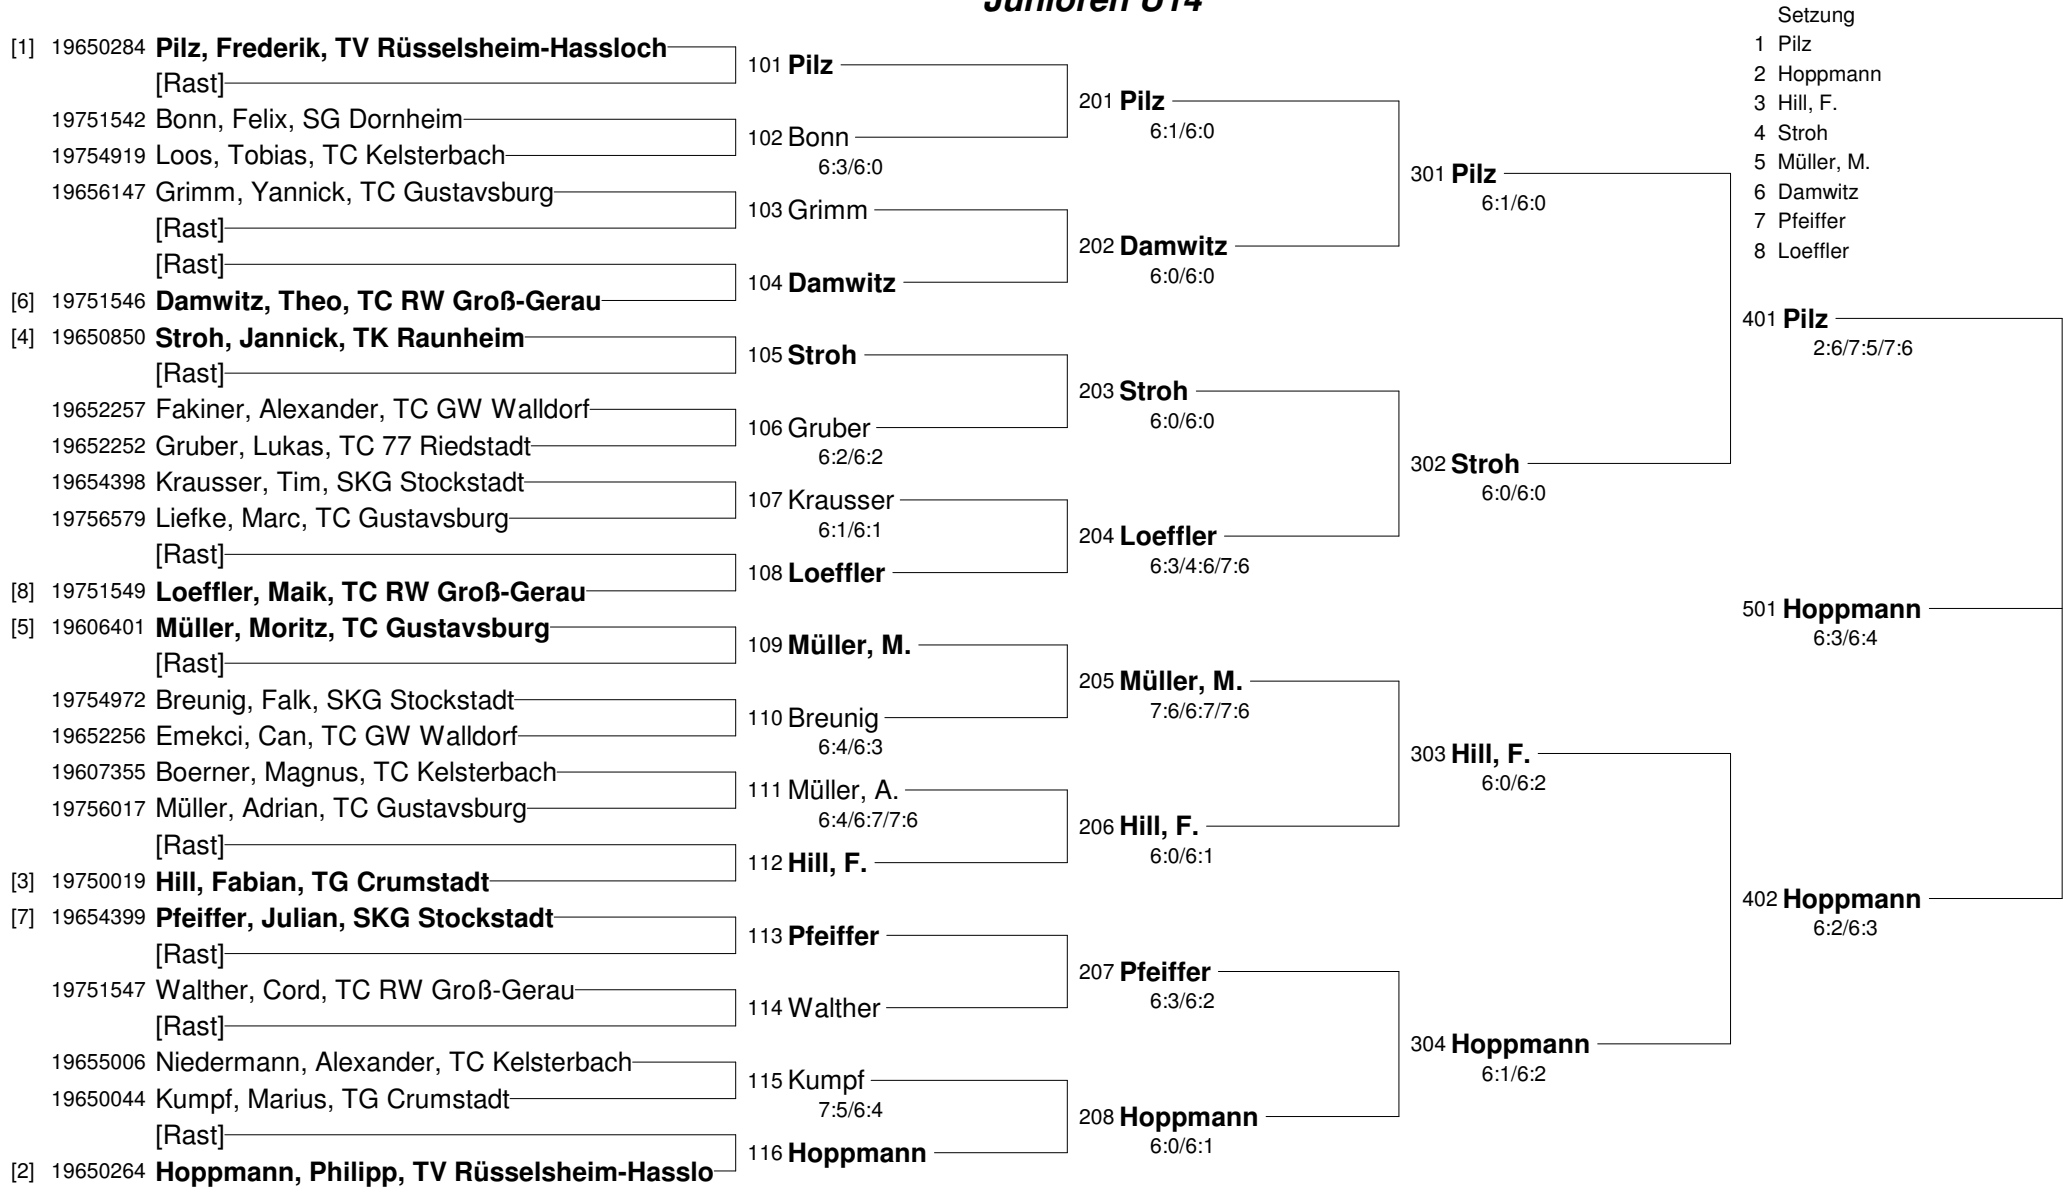 Junioren U14
Setzung
1 Pilz
2 Hoppmann
3 Hill, F.
4 Stroh
5 Müller, M.
6 Damwitz
7 Pfeiffer
8 Loeffler
[1] 19650284 Pilz, Frederik, TV Rüsselsheim-Hassloch
[Rast]
19751542 Bonn, Felix, SG Dornheim
19754919 Loos, Tobias, TC Kelsterbach
19656147 Grimm, Yannick, TC Gustavsburg
[Rast]
[Rast]
[6] 19751546 Damwitz, Theo, TC RW Groß-Gerau
[4] 19650850 Stroh, Jannick, TK Raunheim
[Rast]
19652257 Fakiner, Alexander, TC GW Walldorf
19652252 Gruber, Lukas, TC 77 Riedstadt
19654398 Krausser, Tim, SKG Stockstadt
19756579 Liefke, Marc, TC Gustavsburg
[Rast]
[8] 19751549 Loeffler, Maik, TC RW Groß-Gerau
[5] 19606401 Müller, Moritz, TC Gustavsburg
[Rast]
19754972 Breunig, Falk, SKG Stockstadt
19652256 Emekci, Can, TC GW Walldorf
19607355 Boerner, Magnus, TC Kelsterbach
19756017 Müller, Adrian, TC Gustavsburg
[Rast]
[3] 19750019 Hill, Fabian, TG Crumstadt
[7] 19654399 Pfeiffer, Julian, SKG Stockstadt
[Rast]
19751547 Walther, Cord, TC RW Groß-Gerau
[Rast]
19655006 Niedermann, Alexander, TC Kelsterbach
19650044 Kumpf, Marius, TG Crumstadt
[Rast]
[2] 19650264 Hoppmann, Philipp, TV Rüsselsheim-Hasslo
101 Pilz
102 Bonn
6:3/6:0
103 Grimm
104 Damwitz
105 Stroh
106 Gruber
6:2/6:2
107 Krausser
6:1/6:1
108 Loeffler
109 Müller, M.
110 Breunig
6:4/6:3
111 Müller, A.
6:4/6:7/7:6
112 Hill, F.
113 Pfeiffer
114 Walther
115 Kumpf
7:5/6:4
116 Hoppmann
201 Pilz
6:1/6:0
202 Damwitz
6:0/6:0
203 Stroh
6:0/6:0
204 Loeffler
6:3/4:6/7:6
205 Müller, M.
7:6/6:7/7:6
206 Hill, F.
6:0/6:1
207 Pfeiffer
6:3/6:2
208 Hoppmann
6:0/6:1
301 Pilz
6:1/6:0
302 Stroh
6:0/6:0
303 Hill, F.
6:0/6:2
304 Hoppmann
6:1/6:2
401 Pilz
2:6/7:5/7:6
501 Hoppmann
6:3/6:4
402 Hoppmann
6:2/6:3